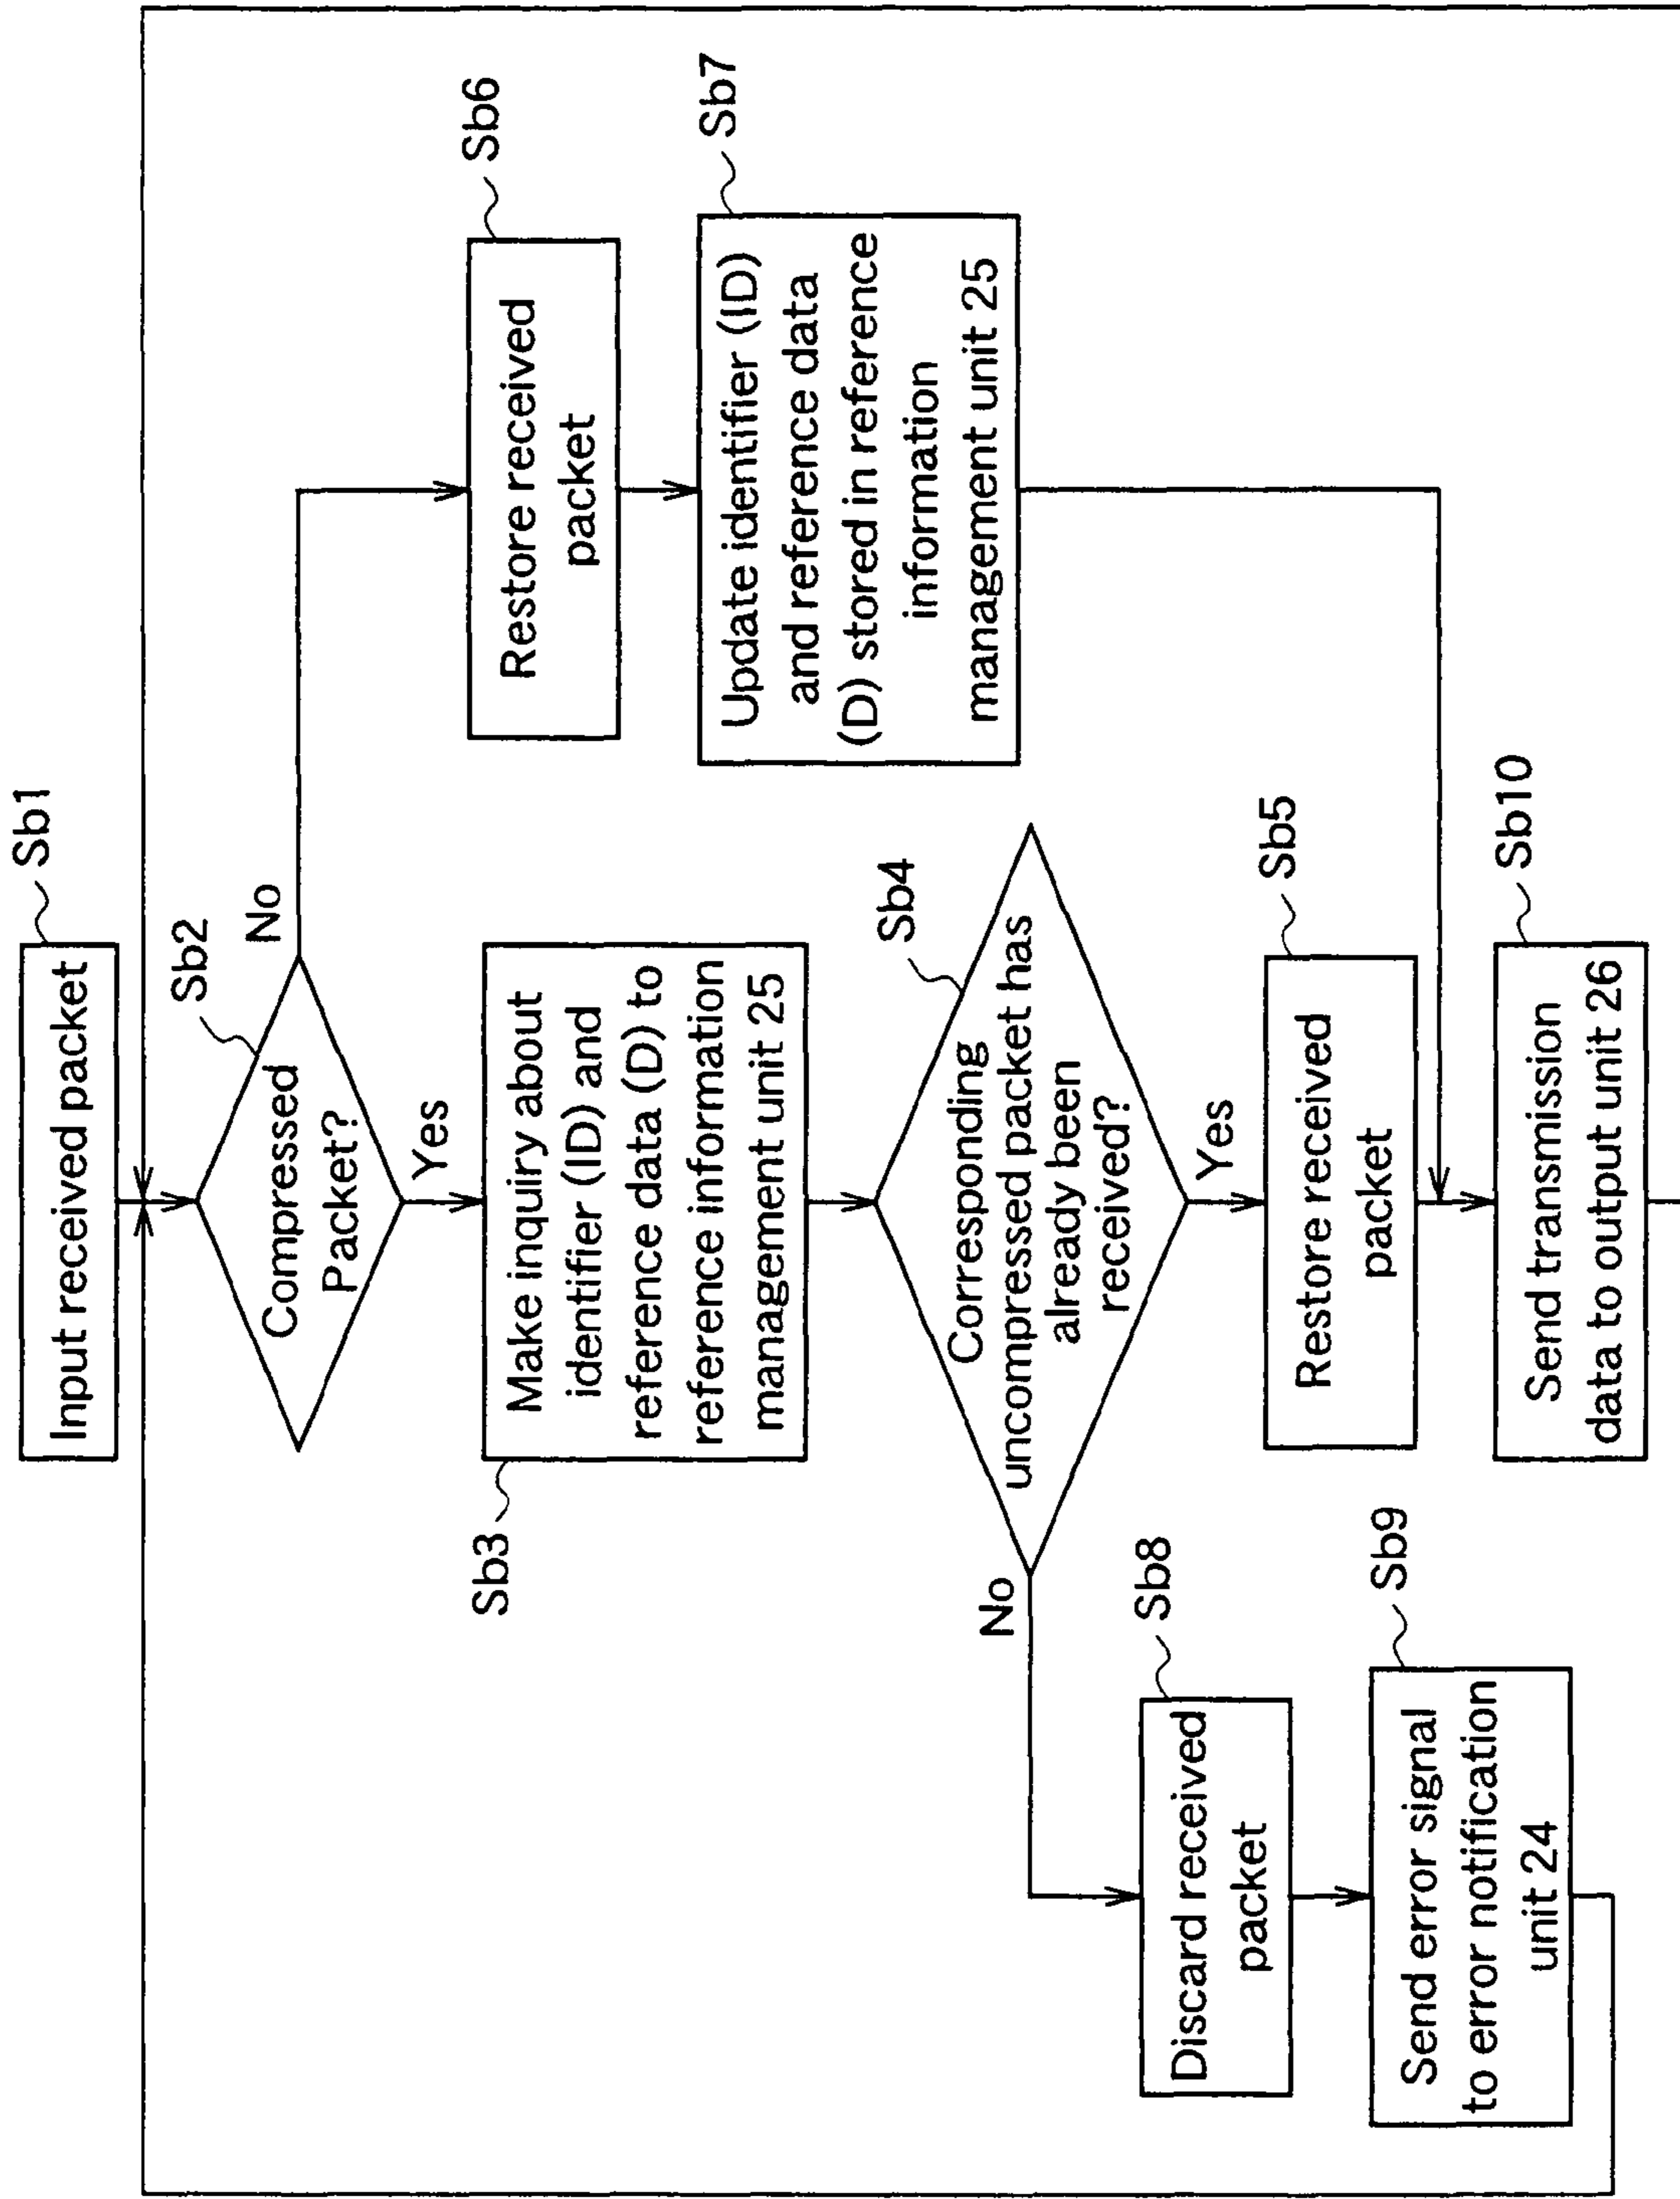 Sb1
Input received packet
Sb2
Compressed
Packet?
No
Yes
Sb3
Make inquiry about
identifier (ID) and
reference data (D) to
reference information
management unit 25
Sb4
Corresponding
uncompressed packet has
already been
received?
Yes
No
Sb5
Restore received
packet
Sb6
Restore received
packet
Sb7
Update identifier (ID)
and reference data
(D) stored in reference
information
management unit 25
Sb8
Discard received
packet
Sb9
Send error signal
to error notification
unit 24
Sb10
Send transmission
data to output unit 26